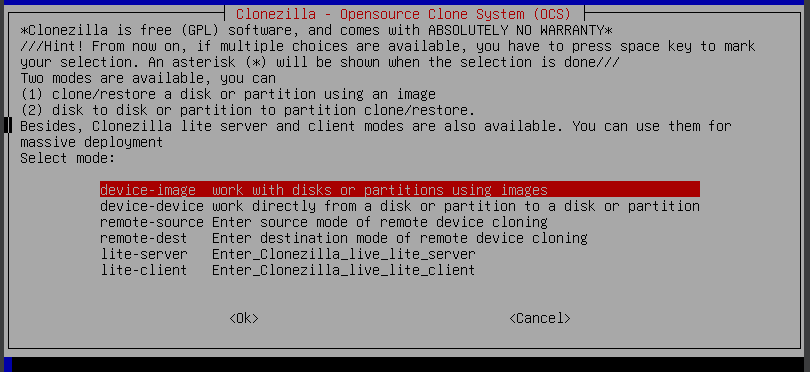 Clonezilla - Opensource Clone System (OCS)
*Clonezilla is free (GPL) software, and comes with ABSOLUTELY NO WARRANTY*
///Hint! From now on, if multiple choices are available, you have to press space key to mark
your selection. An asterisk (*) will be shown when the selection is done///
Two modes are available, you can
(1) clone/restore a disk or partition using an image
(2) disk to disk or partition to partition clone/restore.
Besides, Clonezilla lite server and client modes are also available. You can use them for
massive deployment
Select mode:
device-image work with disks or partitions using images
device-device work directly from a disk or partition to a disk or partition
remote-source Enter source mode of remote device cloning
remote-dest Enter destination mode of remote device cloning
lite-server Enter_Clonezilla_live_lite_server
lite-client Enter_Clonezilla_live_lite_client
<Ok> <Cancel>